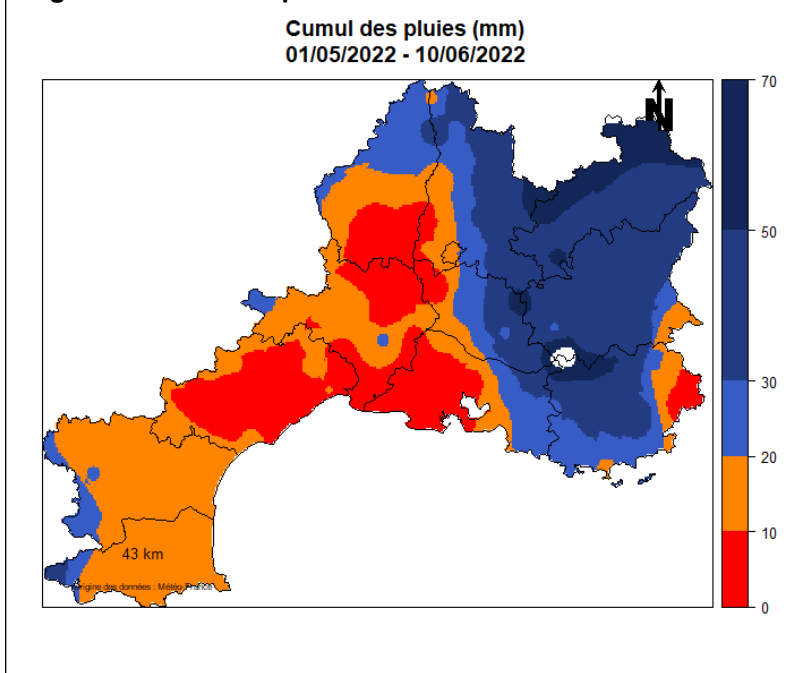 Cumul des pluies (mm)
01/05/2022 - 10/06/2022
N
70
50
30
20
10
0
43 km
Origine des données : Météo-France